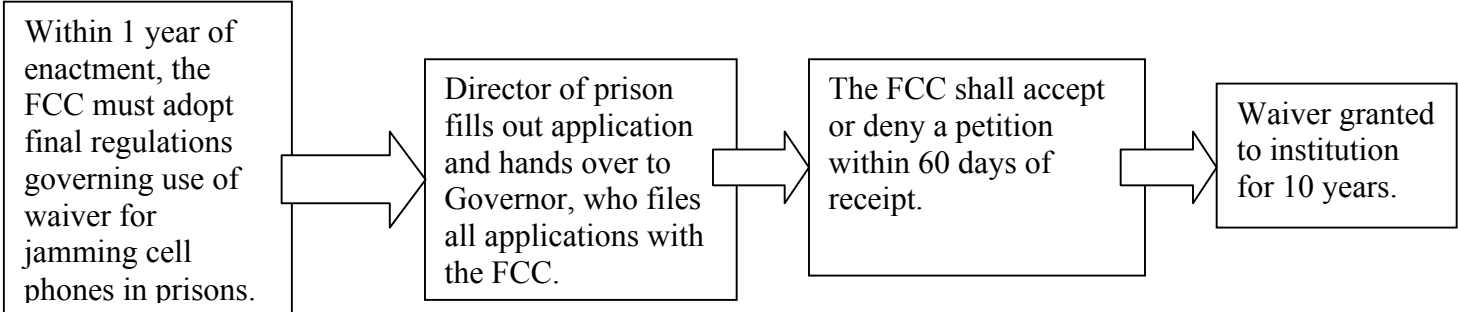 Within 1 year of
enactment, the
FCC must adopt
final regulations
governing use of
waiver for
jamming cell
phones in prisons.
Director of prison
fills out application
and hands over to
Governor, who files
all applications with
the FCC.
The FCC shall accept
or deny a petition
within 60 days of
receipt.
Waiver granted
to institution
for 10 years.